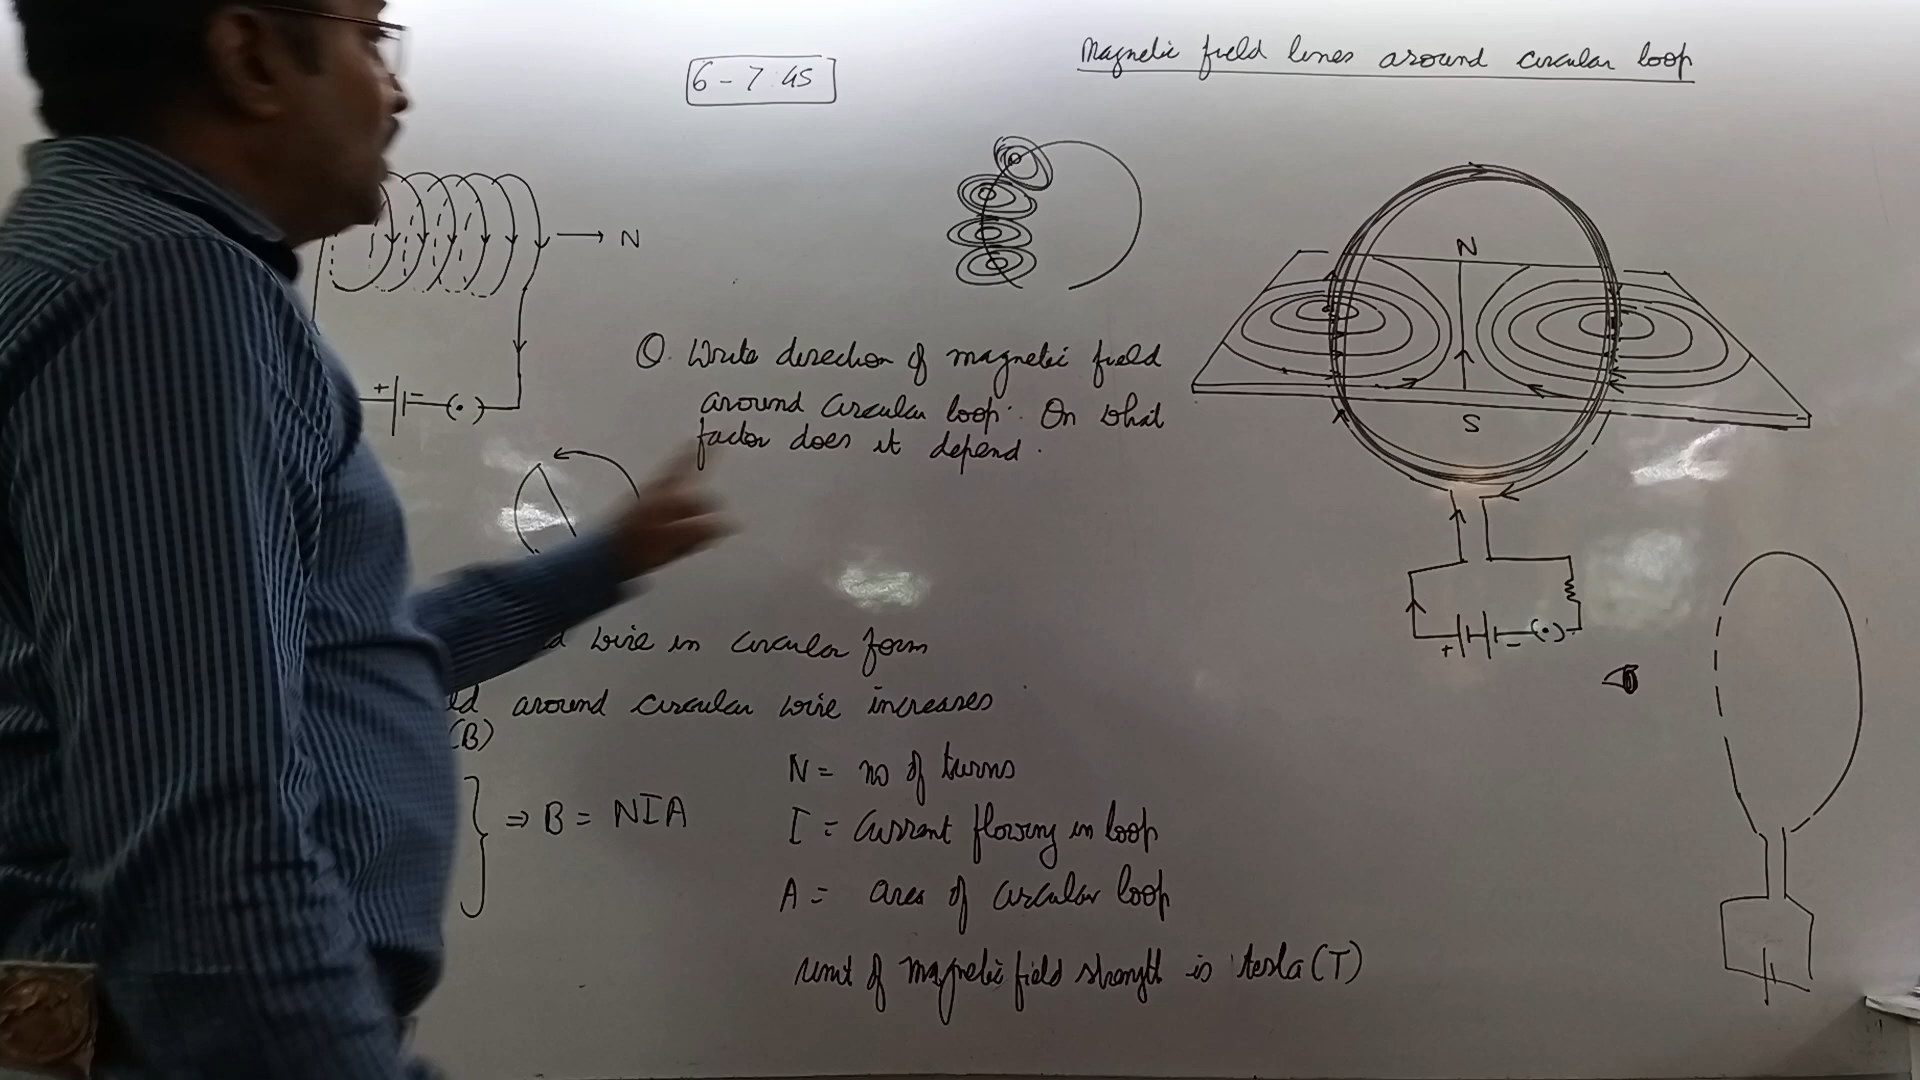 6 - 7:45
Magnetic field lines around circular loop
N
Q. Write direction of magnetic field
around circular loop. On what
factor does it depend.
N
S
+ -
+ -
wire in circular form
around circular wire increases
(B)
⇒ B = NIA
N = no of turns
I = Current flowing in loop
A = area of circular loop
unit of magnetic field strength is tesla (T)